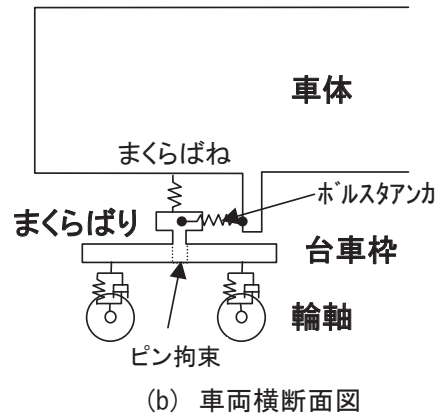 車体
まくらばね
ボルスタアンカ
まくらばり
台車枠
輪軸
ピン拘束
(b) 車両横断面図